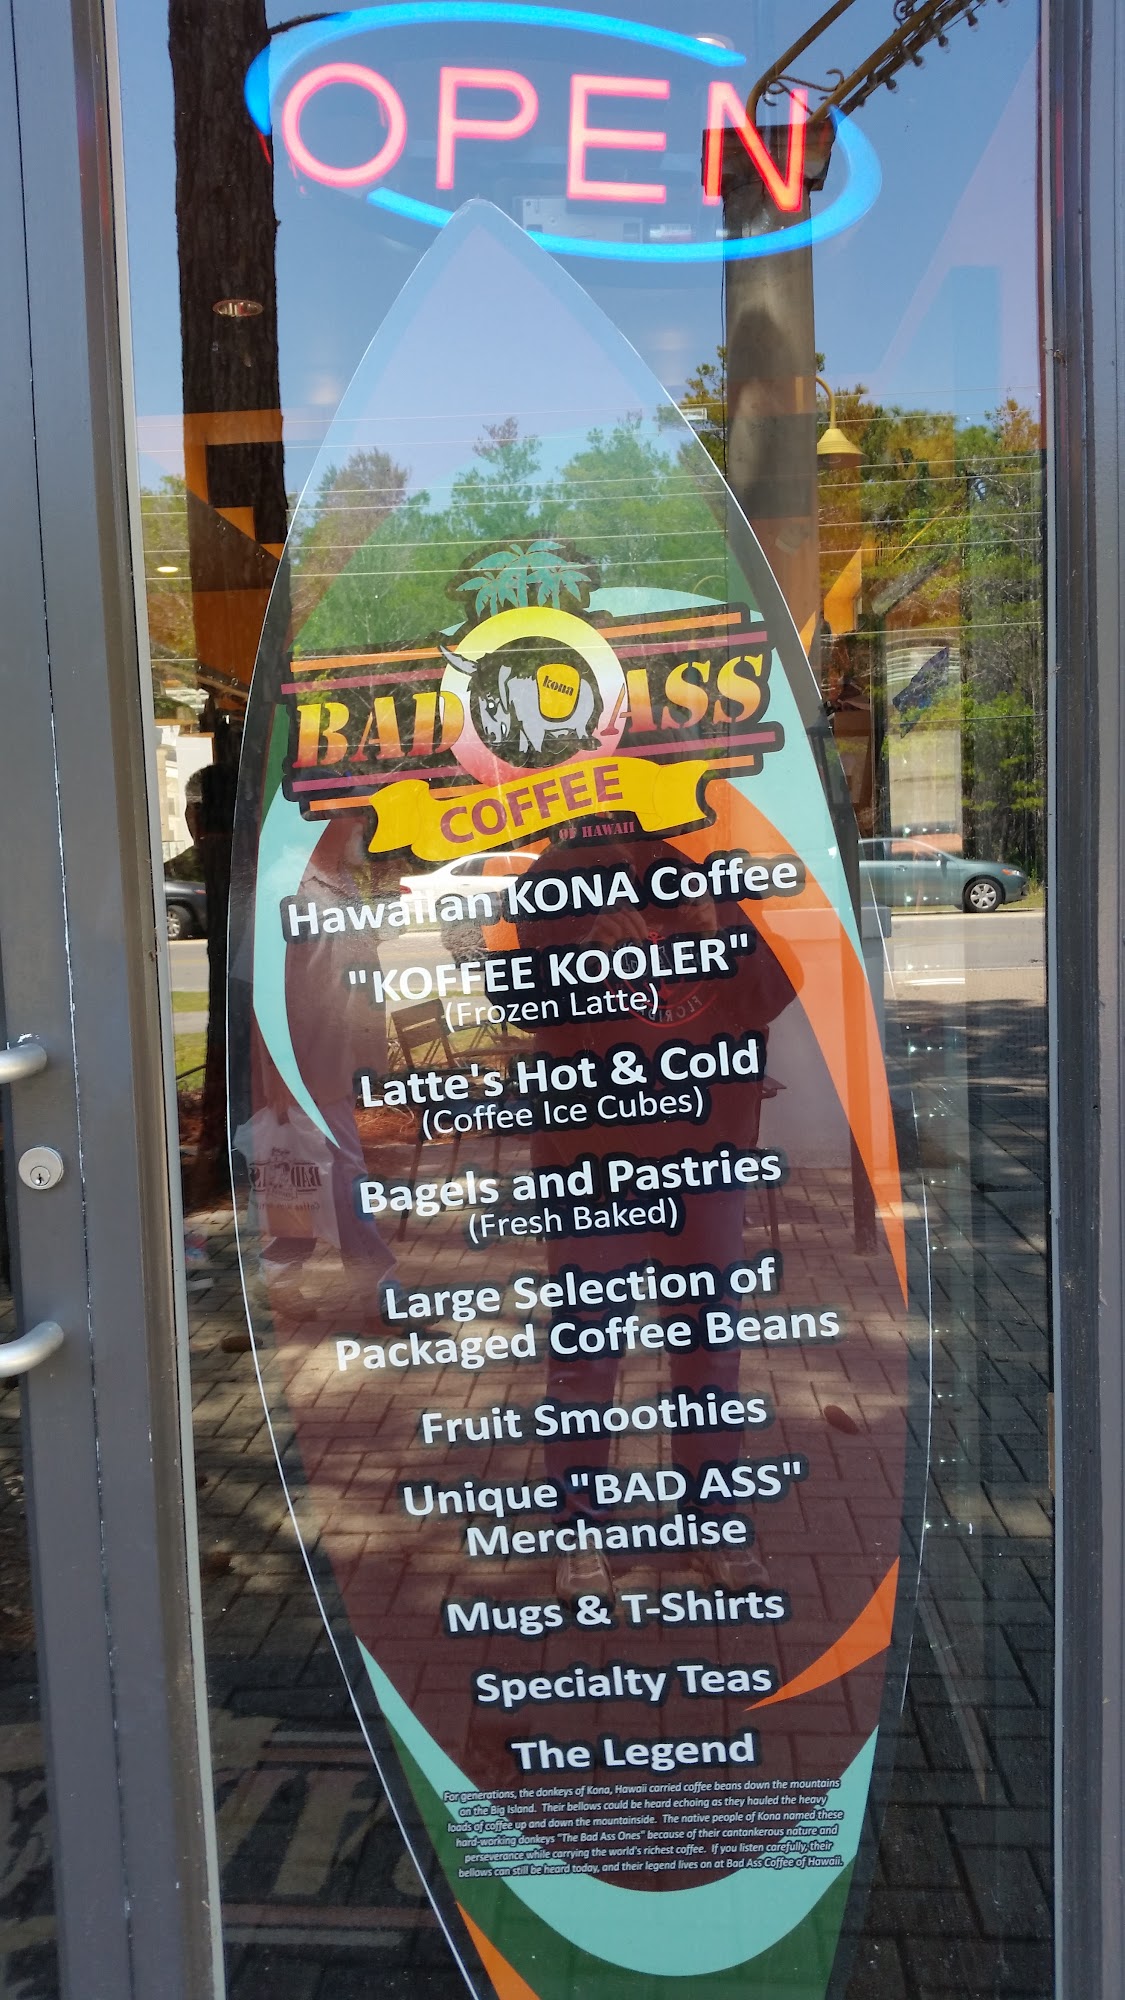 OPEN
BAD ASS
kona
COFFEE
OF HAWAII
Hawaiian KONA Coffee
"KOFFEE KOOLER"
(Frozen Latte)
Latte's Hot & Cold
(Coffee Ice Cubes)
Bagels and Pastries
(Fresh Baked)
Large Selection of
Packaged Coffee Beans
Fruit Smoothies
Unique "BAD ASS"
Merchandise
Mugs & T-Shirts
Specialty Teas
The Legend
For generations, the donkeys of Kona, Hawaii carried coffee beans down the mountains
on the Big Island. Their bellows could be heard echoing as they hauled the heavy
loads of coffee up and down the mountainside. The native people of Kona named these
hard-working donkeys "The Bad Ass Ones" because of their cantankerous nature and
perseverance while carrying the world's richest coffee. If you listen carefully, their
bellows can still be heard today, and their legend lives on at Bad Ass Coffee of Hawaii.